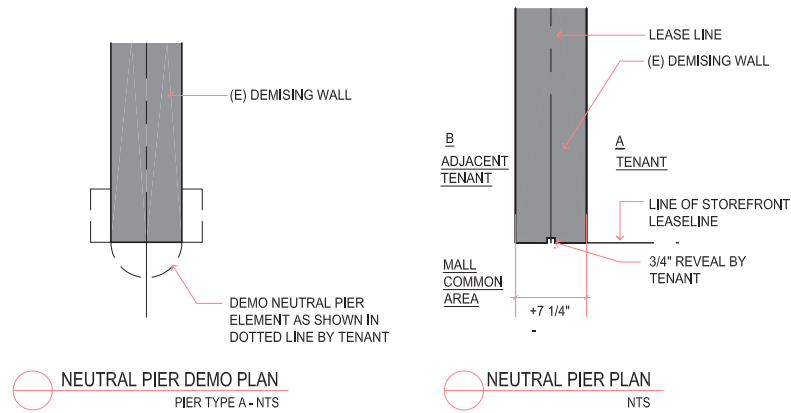 (E) DEMISING WALL
DEMO NEUTRAL PIER
ELEMENT AS SHOWN IN
DOTTED LINE BY TENANT
NEUTRAL PIER DEMO PLAN
PIER TYPE A - NTS
LEASE LINE
(E) DEMISING WALL
B
ADJACENT
TENANT
A
TENANT
LINE OF STOREFRONT
LEASELINE
MALL
COMMON
AREA
3/4" REVEAL BY
TENANT
+7 1/4"
NEUTRAL PIER PLAN
NTS